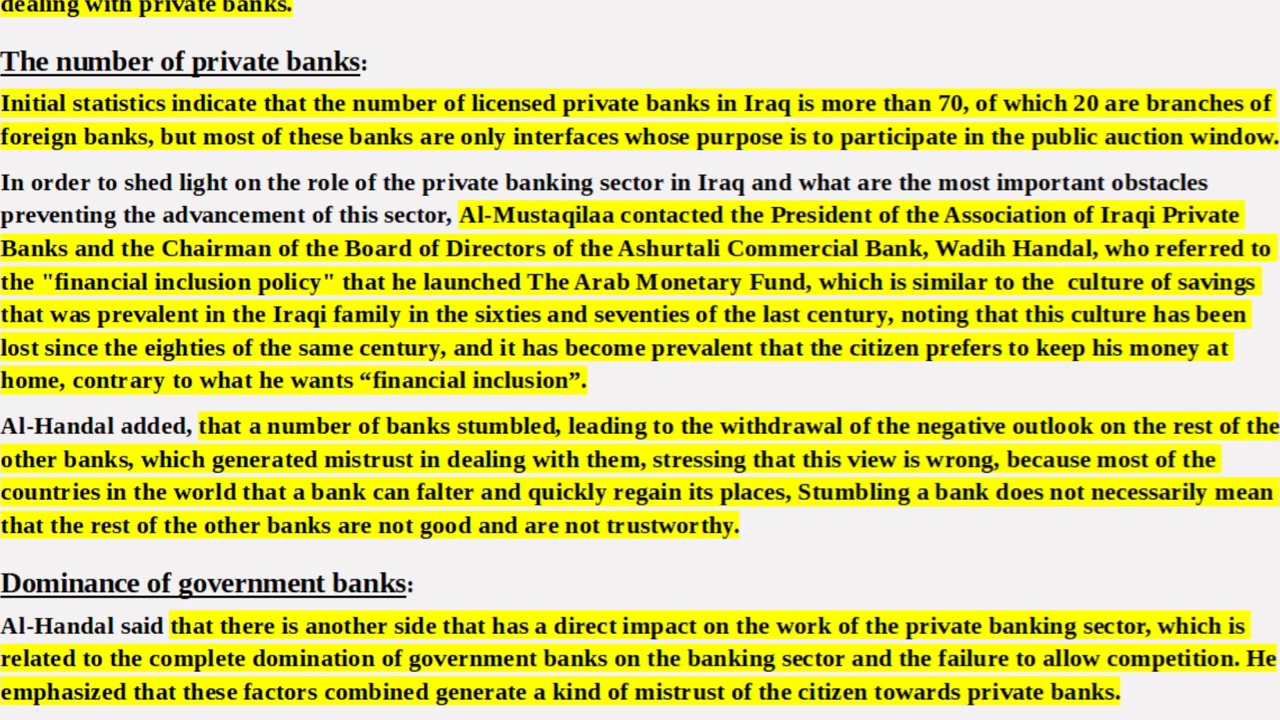 dealing with private banks.
The number of private banks:
Initial statistics indicate that the number of licensed private banks in Iraq is more than 70, of which 20 are branches of
foreign banks, but most of these banks are only interfaces whose purpose is to participate in the public auction window.
In order to shed light on the role of the private banking sector in Iraq and what are the most important obstacles
preventing the advancement of this sector, Al-Mustaqilaa contacted the President of the Association of Iraqi Private
Banks and the Chairman of the Board of Directors of the Ashurtali Commercial Bank, Wadih Handal, who referred to
the "financial inclusion policy" that he launched The Arab Monetary Fund, which is similar to the  culture of savings
that was prevalent in the Iraqi family in the sixties and seventies of the last century, noting that this culture has been
lost since the eighties of the same century, and it has become prevalent that the citizen prefers to keep his money at
home, contrary to what he wants “financial inclusion”.
Al-Handal added, that a number of banks stumbled, leading to the withdrawal of the negative outlook on the rest of the
other banks, which generated mistrust in dealing with them, stressing that this view is wrong, because most of the
countries in the world that a bank can falter and quickly regain its places, Stumbling a bank does not necessarily mean
that the rest of the other banks are not good and are not trustworthy.
Dominance of government banks:
Al-Handal said that there is another side that has a direct impact on the work of the private banking sector, which is
related to the complete domination of government banks on the banking sector and the failure to allow competition. He
emphasized that these factors combined generate a kind of mistrust of the citizen towards private banks.